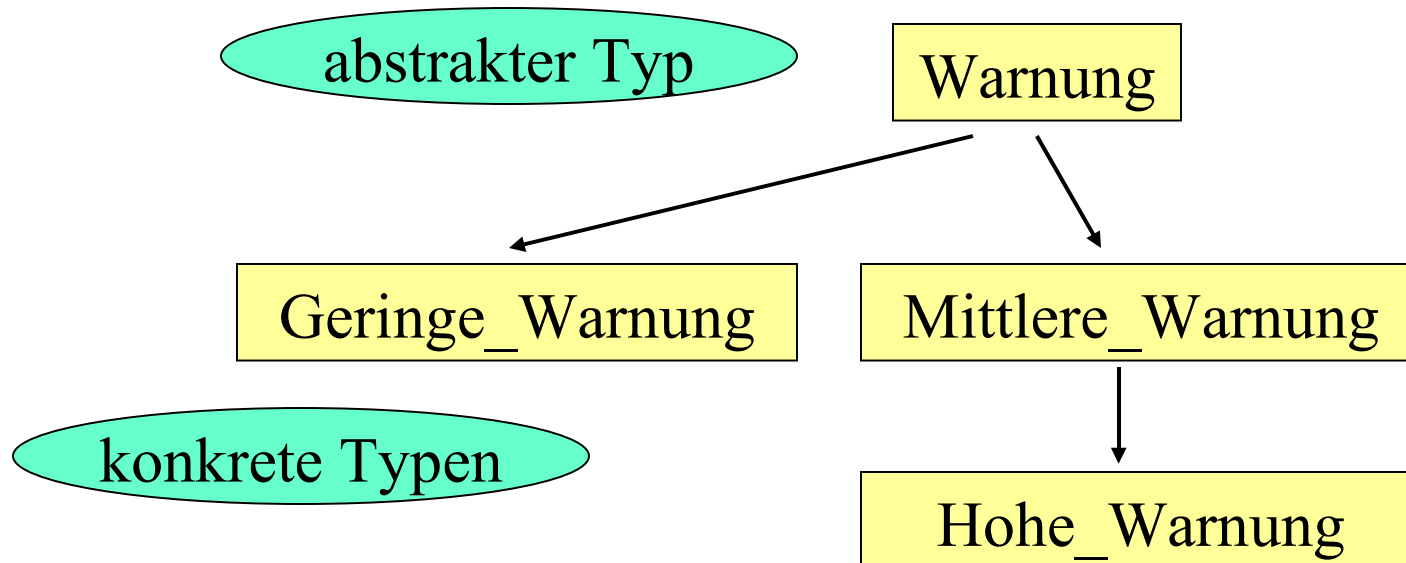 abstrakter Typ
Warnung
Geringe_Warnung
Mittlere_Warnung
konkrete Typen
Hohe_Warnung